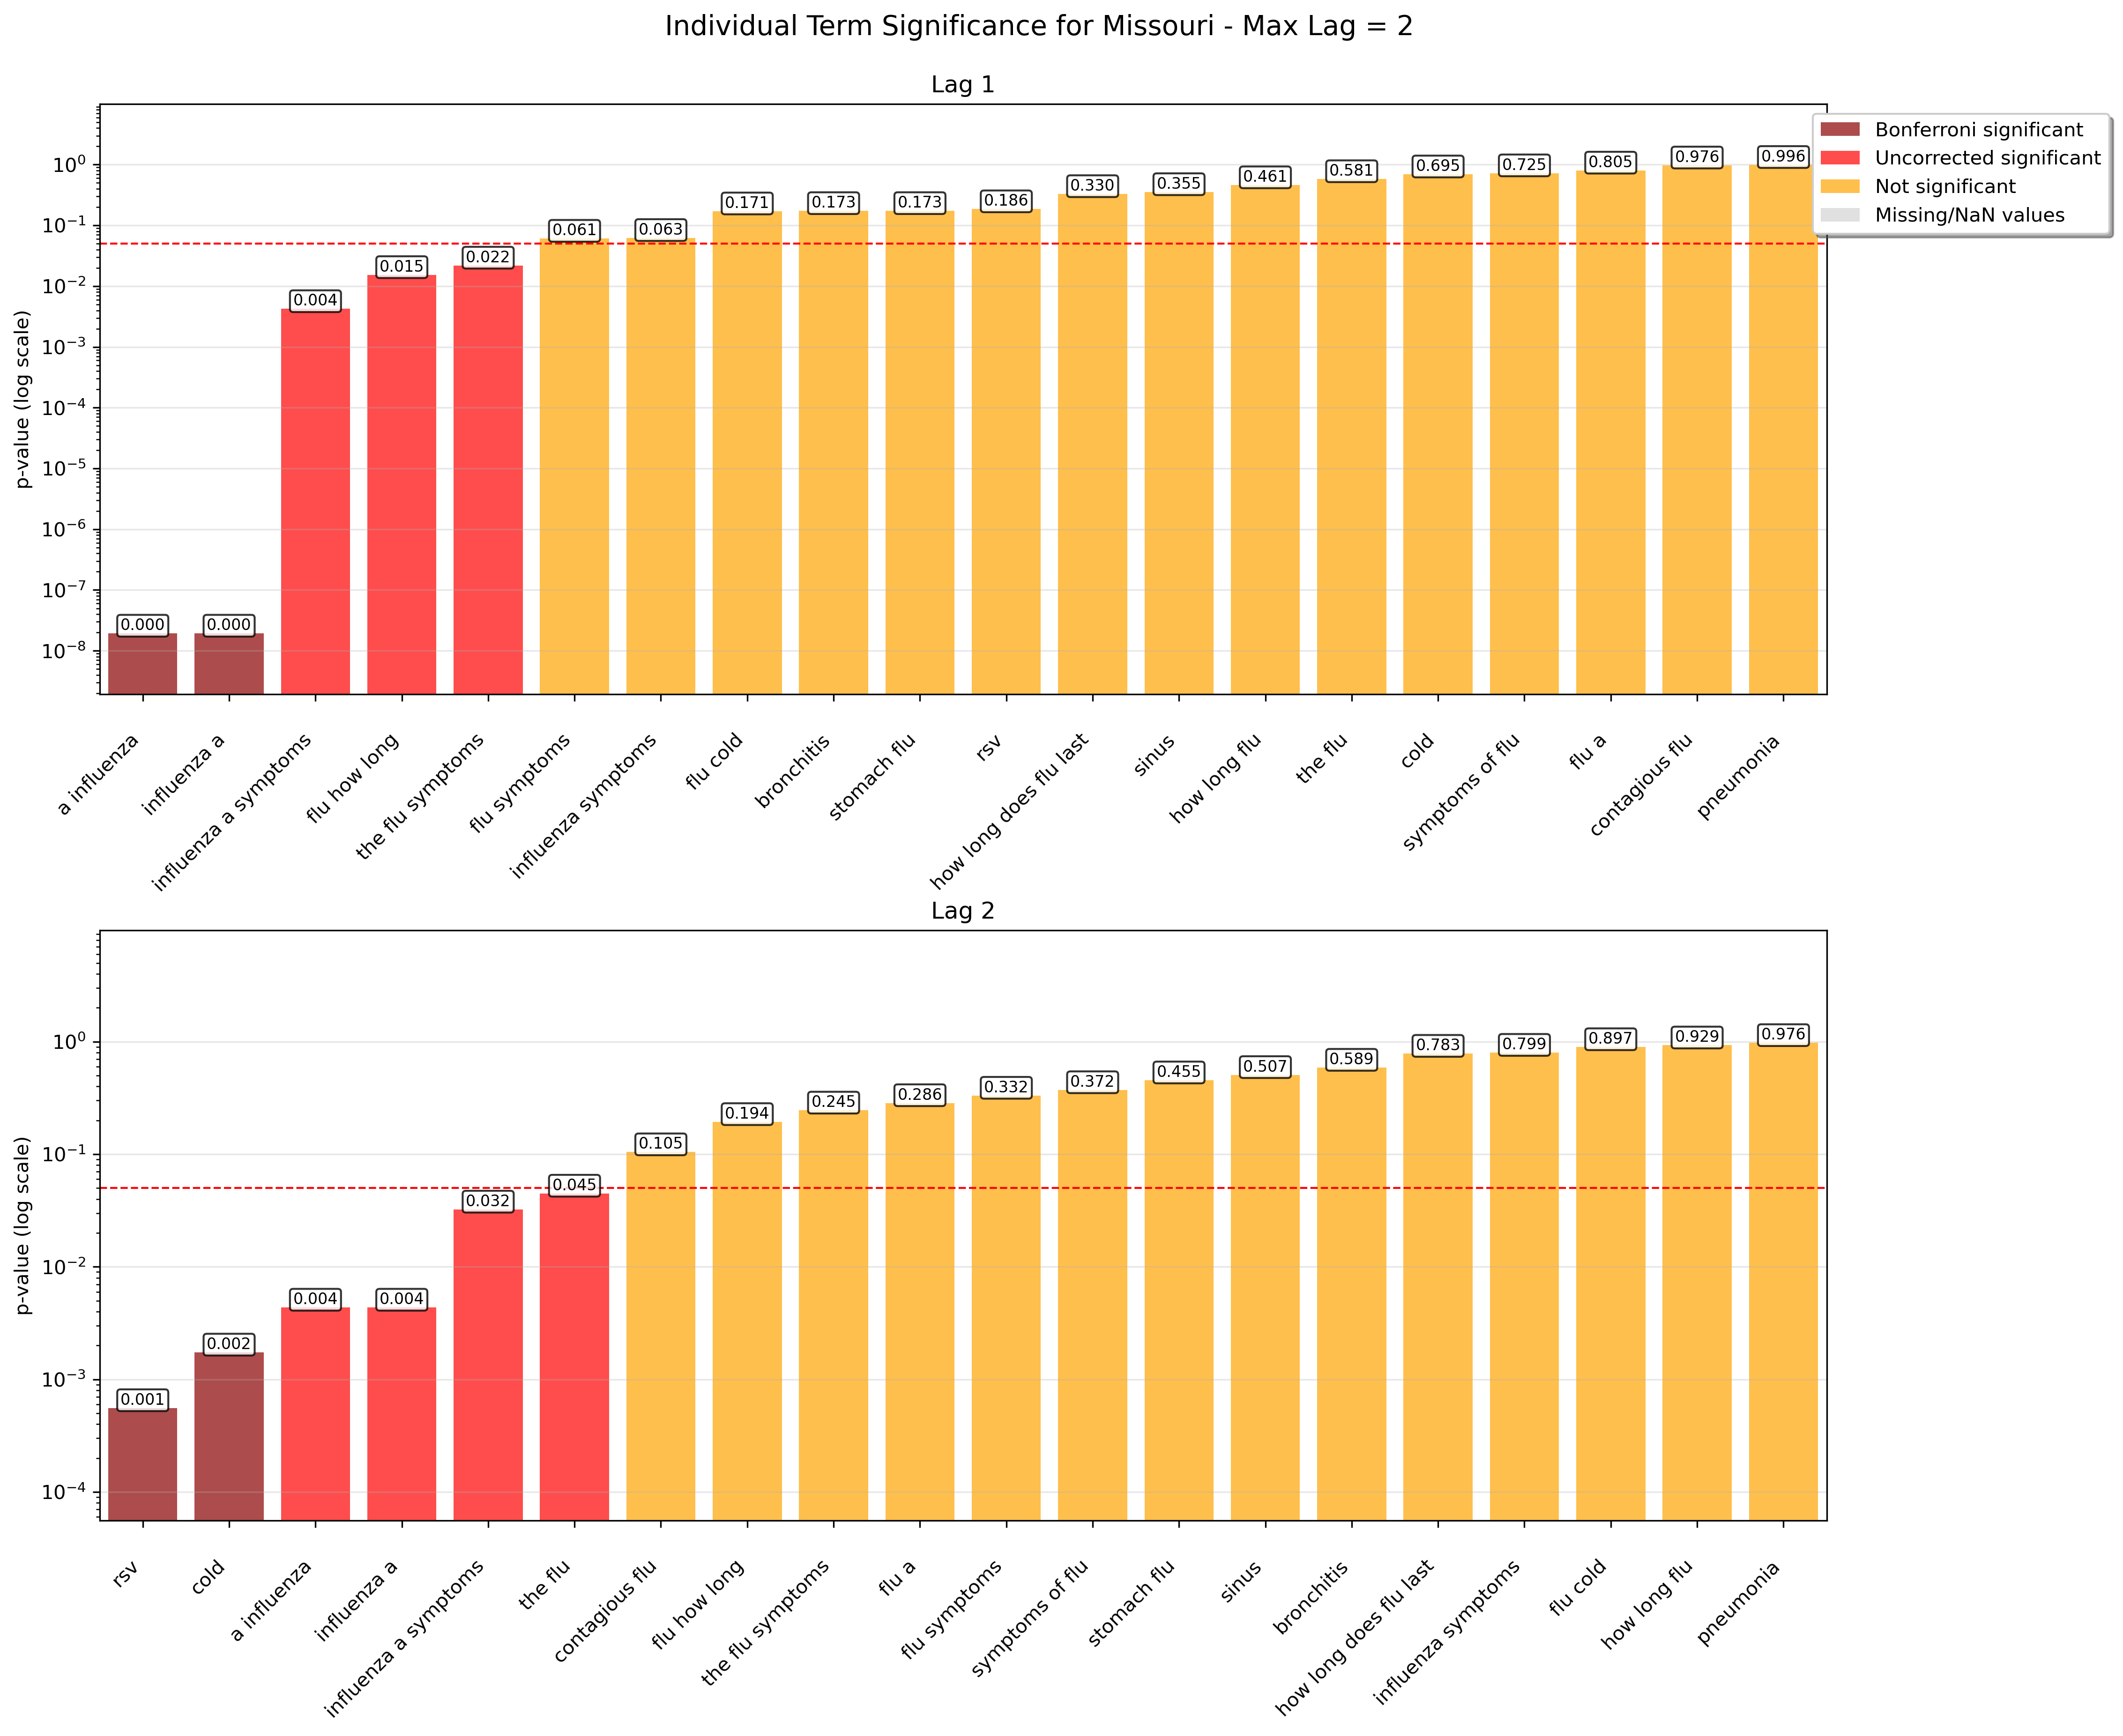 Individual Term Significance for Missouri - Max Lag = 2
Lag 1
Bonferroni significant
Uncorrected significant
Not significant
Missing/NaN values
p-value (log scale)
10⁰
10⁻¹
10⁻²
10⁻³
10⁻⁴
10⁻⁵
10⁻⁶
10⁻⁷
10⁻⁸
0.000
0.000
0.004
0.015
0.022
0.061
0.063
0.171
0.173
0.173
0.186
0.330
0.355
0.461
0.581
0.695
0.725
0.805
0.976
0.996
a influenza
influenza a
influenza a symptoms
flu how long
the flu symptoms
flu symptoms
influenza symptoms
flu cold
bronchitis
stomach flu
rsv
how long does flu last
sinus
how long flu
the flu
cold
symptoms of flu
flu a
contagious flu
pneumonia
Lag 2
p-value (log scale)
10⁰
10⁻¹
10⁻²
10⁻³
10⁻⁴
0.001
0.002
0.004
0.004
0.032
0.045
0.105
0.194
0.245
0.286
0.332
0.372
0.455
0.507
0.589
0.783
0.799
0.897
0.929
0.976
rsv
cold
a influenza
influenza a
influenza a symptoms
the flu
contagious flu
flu how long
the flu symptoms
flu a
flu symptoms
symptoms of flu
stomach flu
sinus
bronchitis
how long does flu last
influenza symptoms
flu cold
how long flu
pneumonia